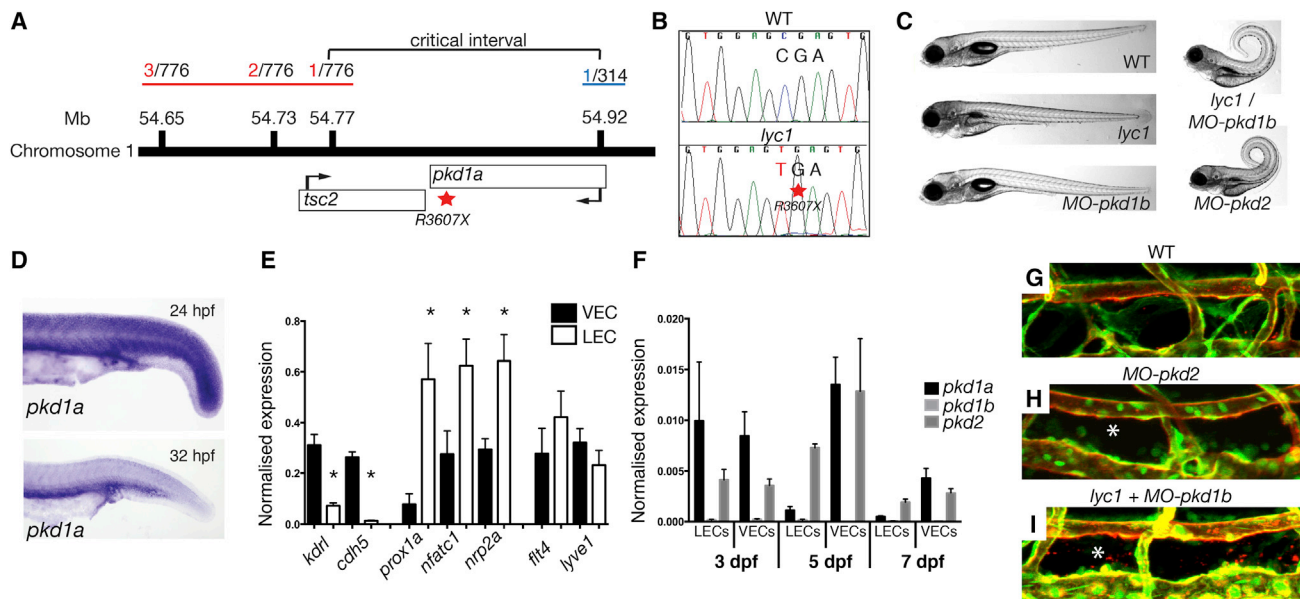 A
critical interval
3/776
2/776
1/776
1/314
Mb
54.65
54.73
54.77
54.92
Chromosome 1
pkd1a
tsc2
R3607X
B
WT
G T G G A G C G A G T G
C G A
lyc1
G T G G A G T G A G T G
T G A
R3607X
C
WT
lyc1
MO-pkd1b
lyc1 /
MO-pkd1b
MO-pkd2
D
24 hpf
pkd1a
32 hpf
pkd1a
E
Normalised expression
0.8
0.6
0.4
0.2
0.0
* * * * *
VEC
LEC
kdrl
cdh5
prox1a
nfatc1
nrp2a
flt4
lyve1
F
Normalised expression
0.020
0.015
0.010
0.005
0.000
pkd1a
pkd1b
pkd2
LECs VECs LECs VECs LECs VECs
3 dpf 5 dpf 7 dpf
WT
G
MO-pkd2
H
*
lyc1 + MO-pkd1b
I
*